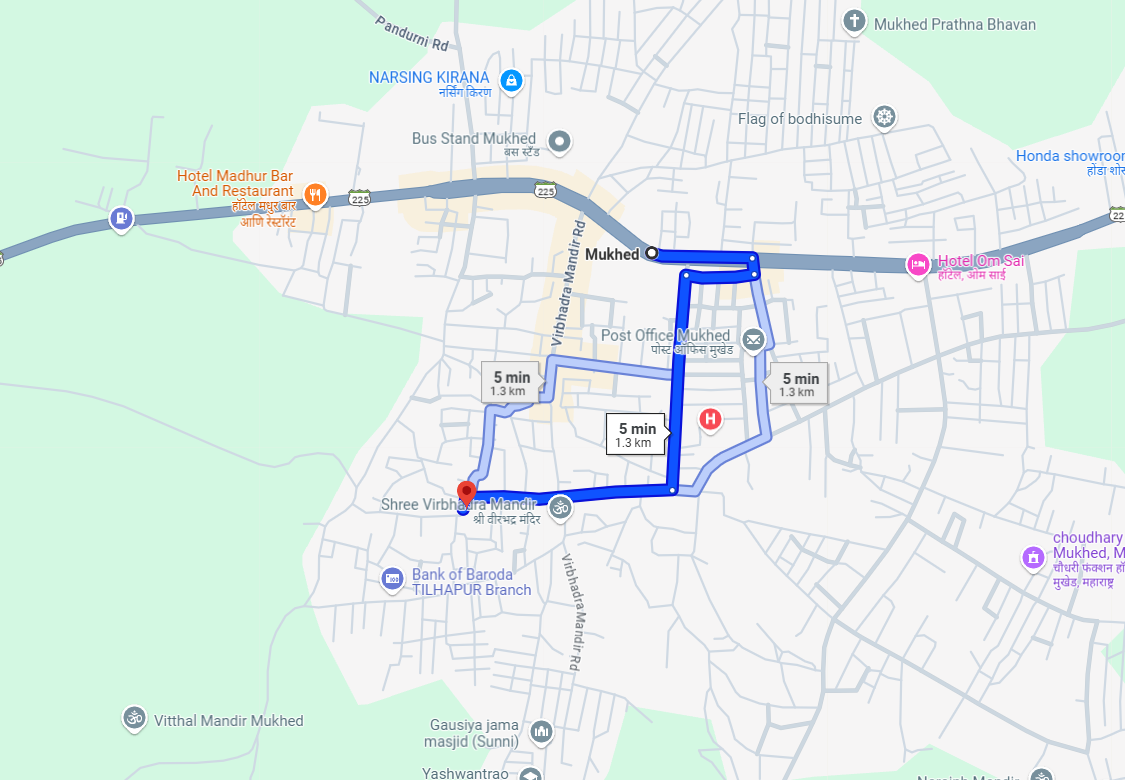 Pandurni Rd
Mukhed Prathna Bhavan
NARSING KIRANA
नर्सिंग किरण
Flag of bodhisume
Bus Stand Mukhed
बस स्टँड
Honda showroom
होंडा शोरू
Hotel Madhur Bar
And Restaurant
हॉटेल मधुर बार
आणि रेस्टॉरंट
225
225
22
Virbhadra Mandir Rd
Mukhed
Hotel Om Sai
हॉटेल, ओम साई
Post Office Mukhed
पोस्ट ऑफिस मुखेड
5 min
1.3 km
5 min
1.3 km
5 min
1.3 km
H
Shree Virbhadra Mandir
श्री वीरभद्र मंदिर
choudhary
Mukhed, M
चौधरी फंक्शन हॉ
मुखेड, महाराष्ट्र
Bank of Baroda
TILHAPUR Branch
Virbhadra Mandir Rd
Vitthal Mandir Mukhed
Gausiya jama
masjid (Sunni)
Yashwantrao